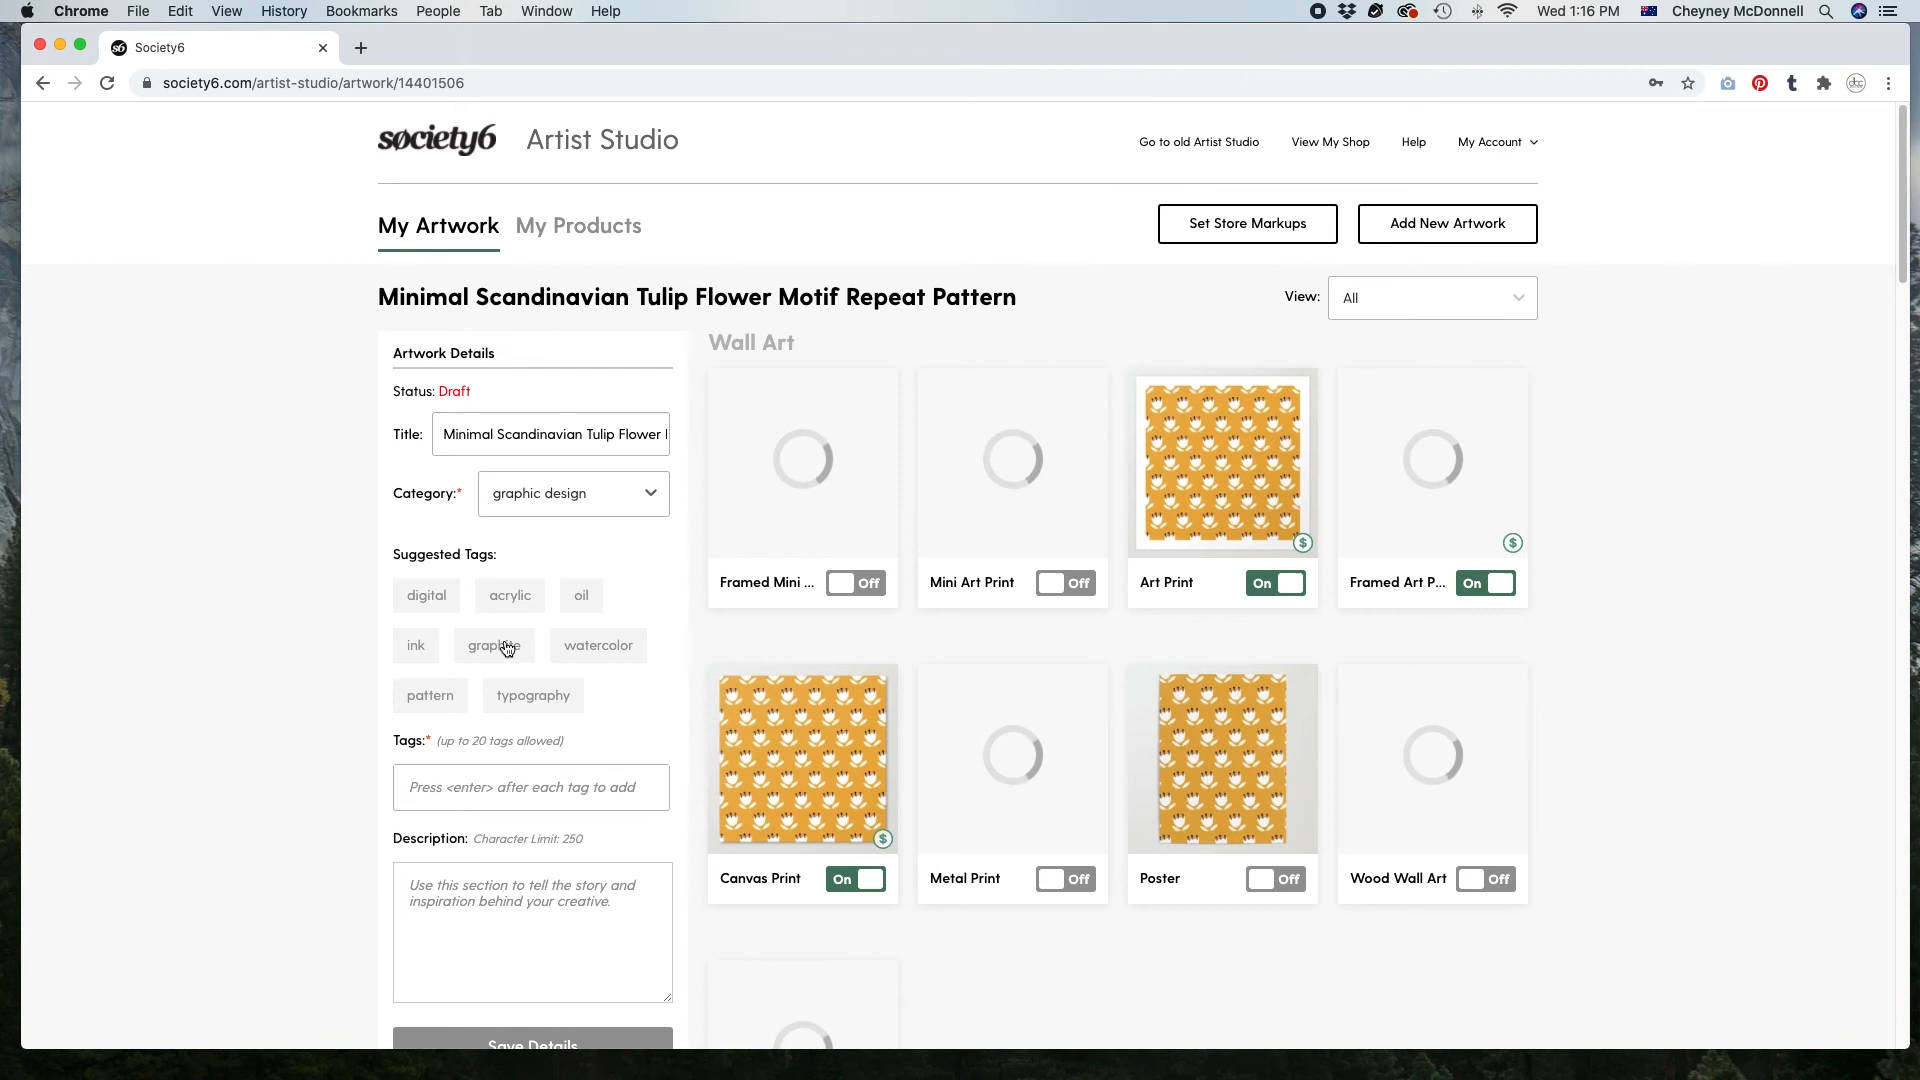 Chrome File Edit View History Bookmarks People Tab Window Help
Wed 1:16 PM Cheyney McDonnell
Society6
society6.com/artist-studio/artwork/14401506
society6 Artist Studio
Go to old Artist Studio View My Shop Help My Account
My Artwork My Products
Set Store Markups Add New Artwork
Minimal Scandinavian Tulip Flower Motif Repeat Pattern
View: All
Artwork Details
Status: Draft
Title: Minimal Scandinavian Tulip Flower
Category:* graphic design
Suggested Tags:
digital acrylic oil
ink graphite watercolor
pattern typography
Tags:* (up to 20 tags allowed)
Press <enter> after each tag to add
Description: Character Limit: 250
Use this section to tell the story and
inspiration behind your creative.
Save Details
Wall Art
$ $
Framed Mini ... Off Mini Art Print Off Art Print On Framed Art P... On
$
Canvas Print On Metal Print Off Poster Off Wood Wall Art Off